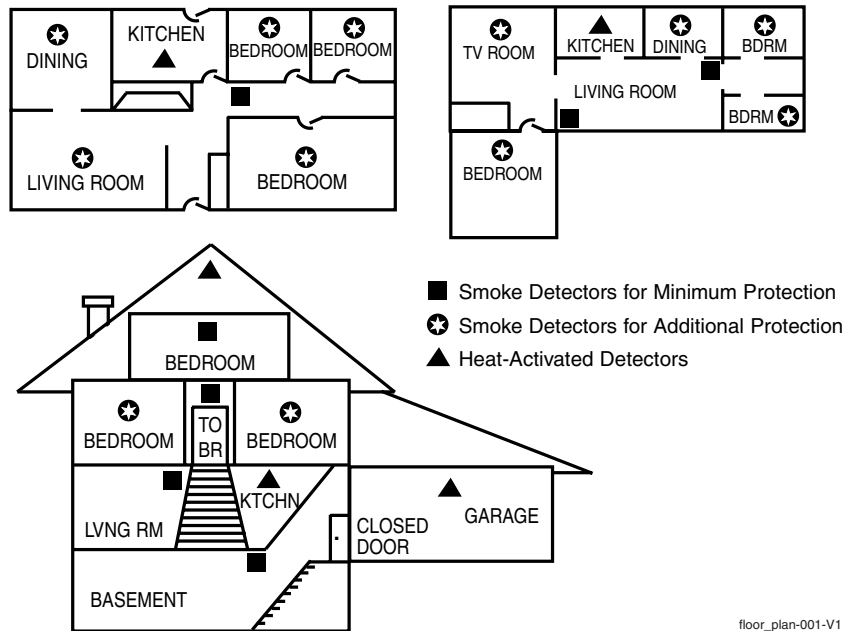 DINING
KITCHEN
BEDROOM
BEDROOM
LIVING ROOM
BEDROOM
TV ROOM
KITCHEN
DINING
BDRM
LIVING ROOM
BDRM
BEDROOM
Smoke Detectors for Minimum Protection
Smoke Detectors for Additional Protection
Heat-Activated Detectors
BEDROOM
BEDROOM
TO
BR
BEDROOM
LVNG RM
KTCHN
CLOSED
DOOR
GARAGE
BASEMENT
floor_plan-001-V1